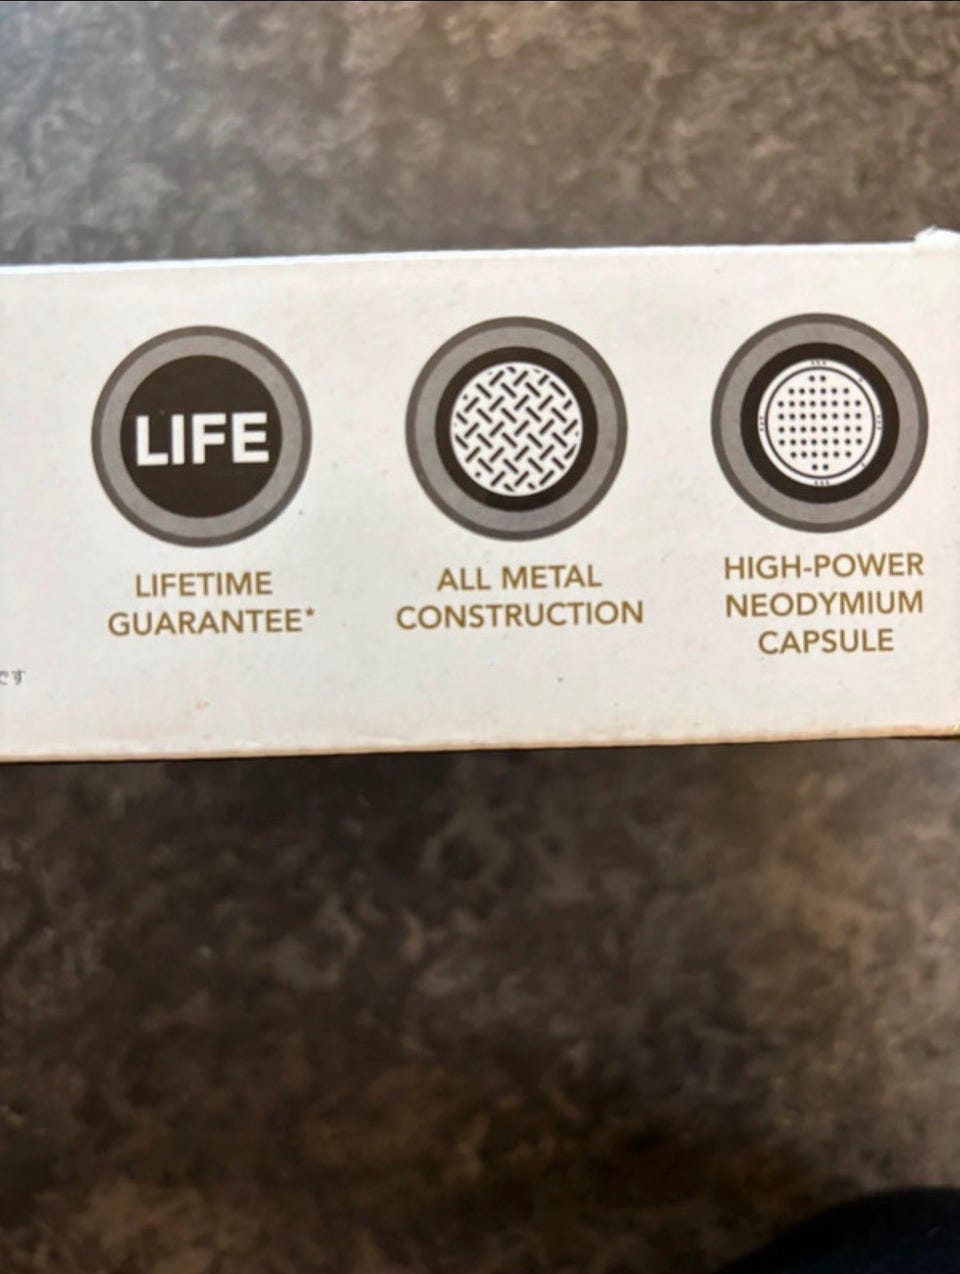 LIFE
LIFETIME
GUARANTEE*
ALL METAL
CONSTRUCTION
HIGH-POWER
NEODYMIUM
CAPSULE
です